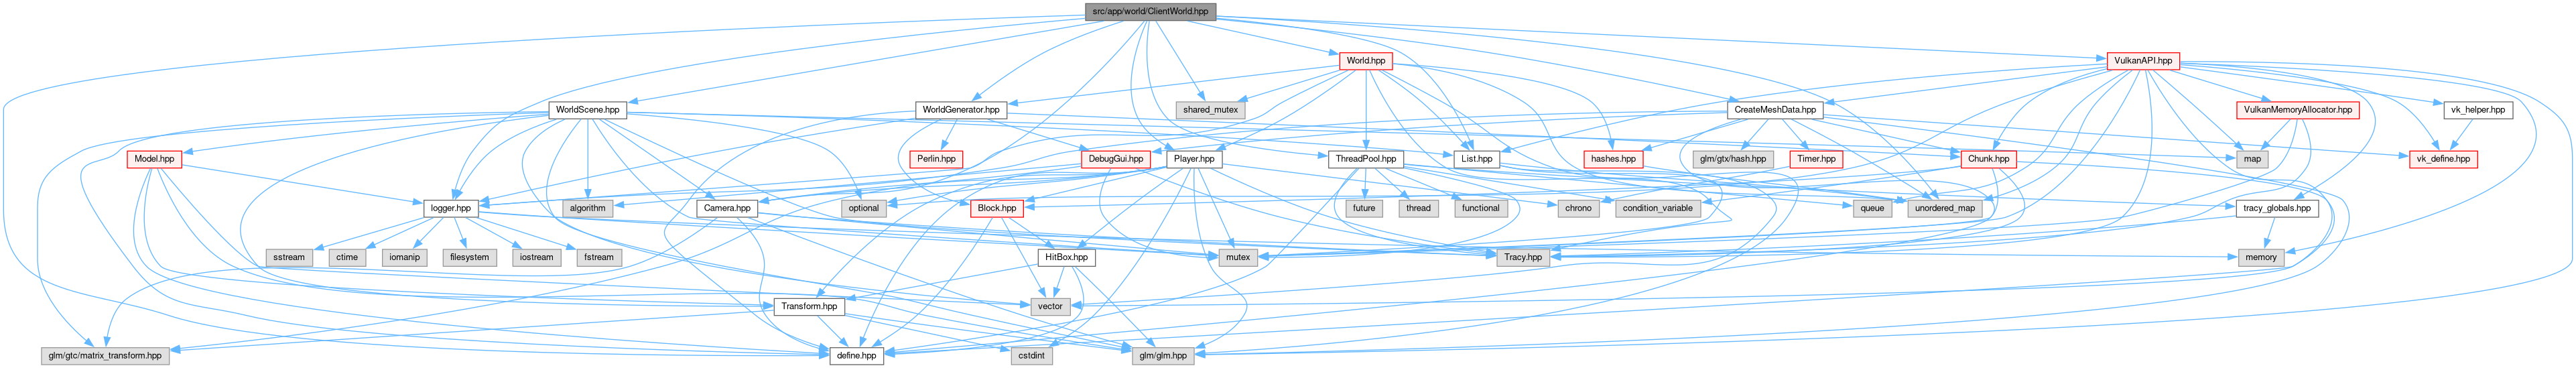 src/app/world/ClientWorld.hpp
World.hpp
VulkanAPI.hpp
WorldScene.hpp
WorldGenerator.hpp
shared_mutex
CreateMeshData.hpp
VulkanMemoryAllocator.hpp
vk_helper.hpp
Model.hpp
Perlin.hpp
DebugGui.hpp
Player.hpp
ThreadPool.hpp
List.hpp
hashes.hpp
glm/gtx/hash.hpp
Timer.hpp
Chunk.hpp
map
vk_define.hpp
logger.hpp
algorithm
Camera.hpp
optional
Block.hpp
future
thread
functional
chrono
condition_variable
queue
unordered_map
tracy_globals.hpp
sstream
ctime
iomanip
filesystem
iostream
fstream
mutex
HitBox.hpp
Tracy.hpp
memory
Transform.hpp
vector
glm/gtc/matrix_transform.hpp
define.hpp
cstdint
glm/glm.hpp